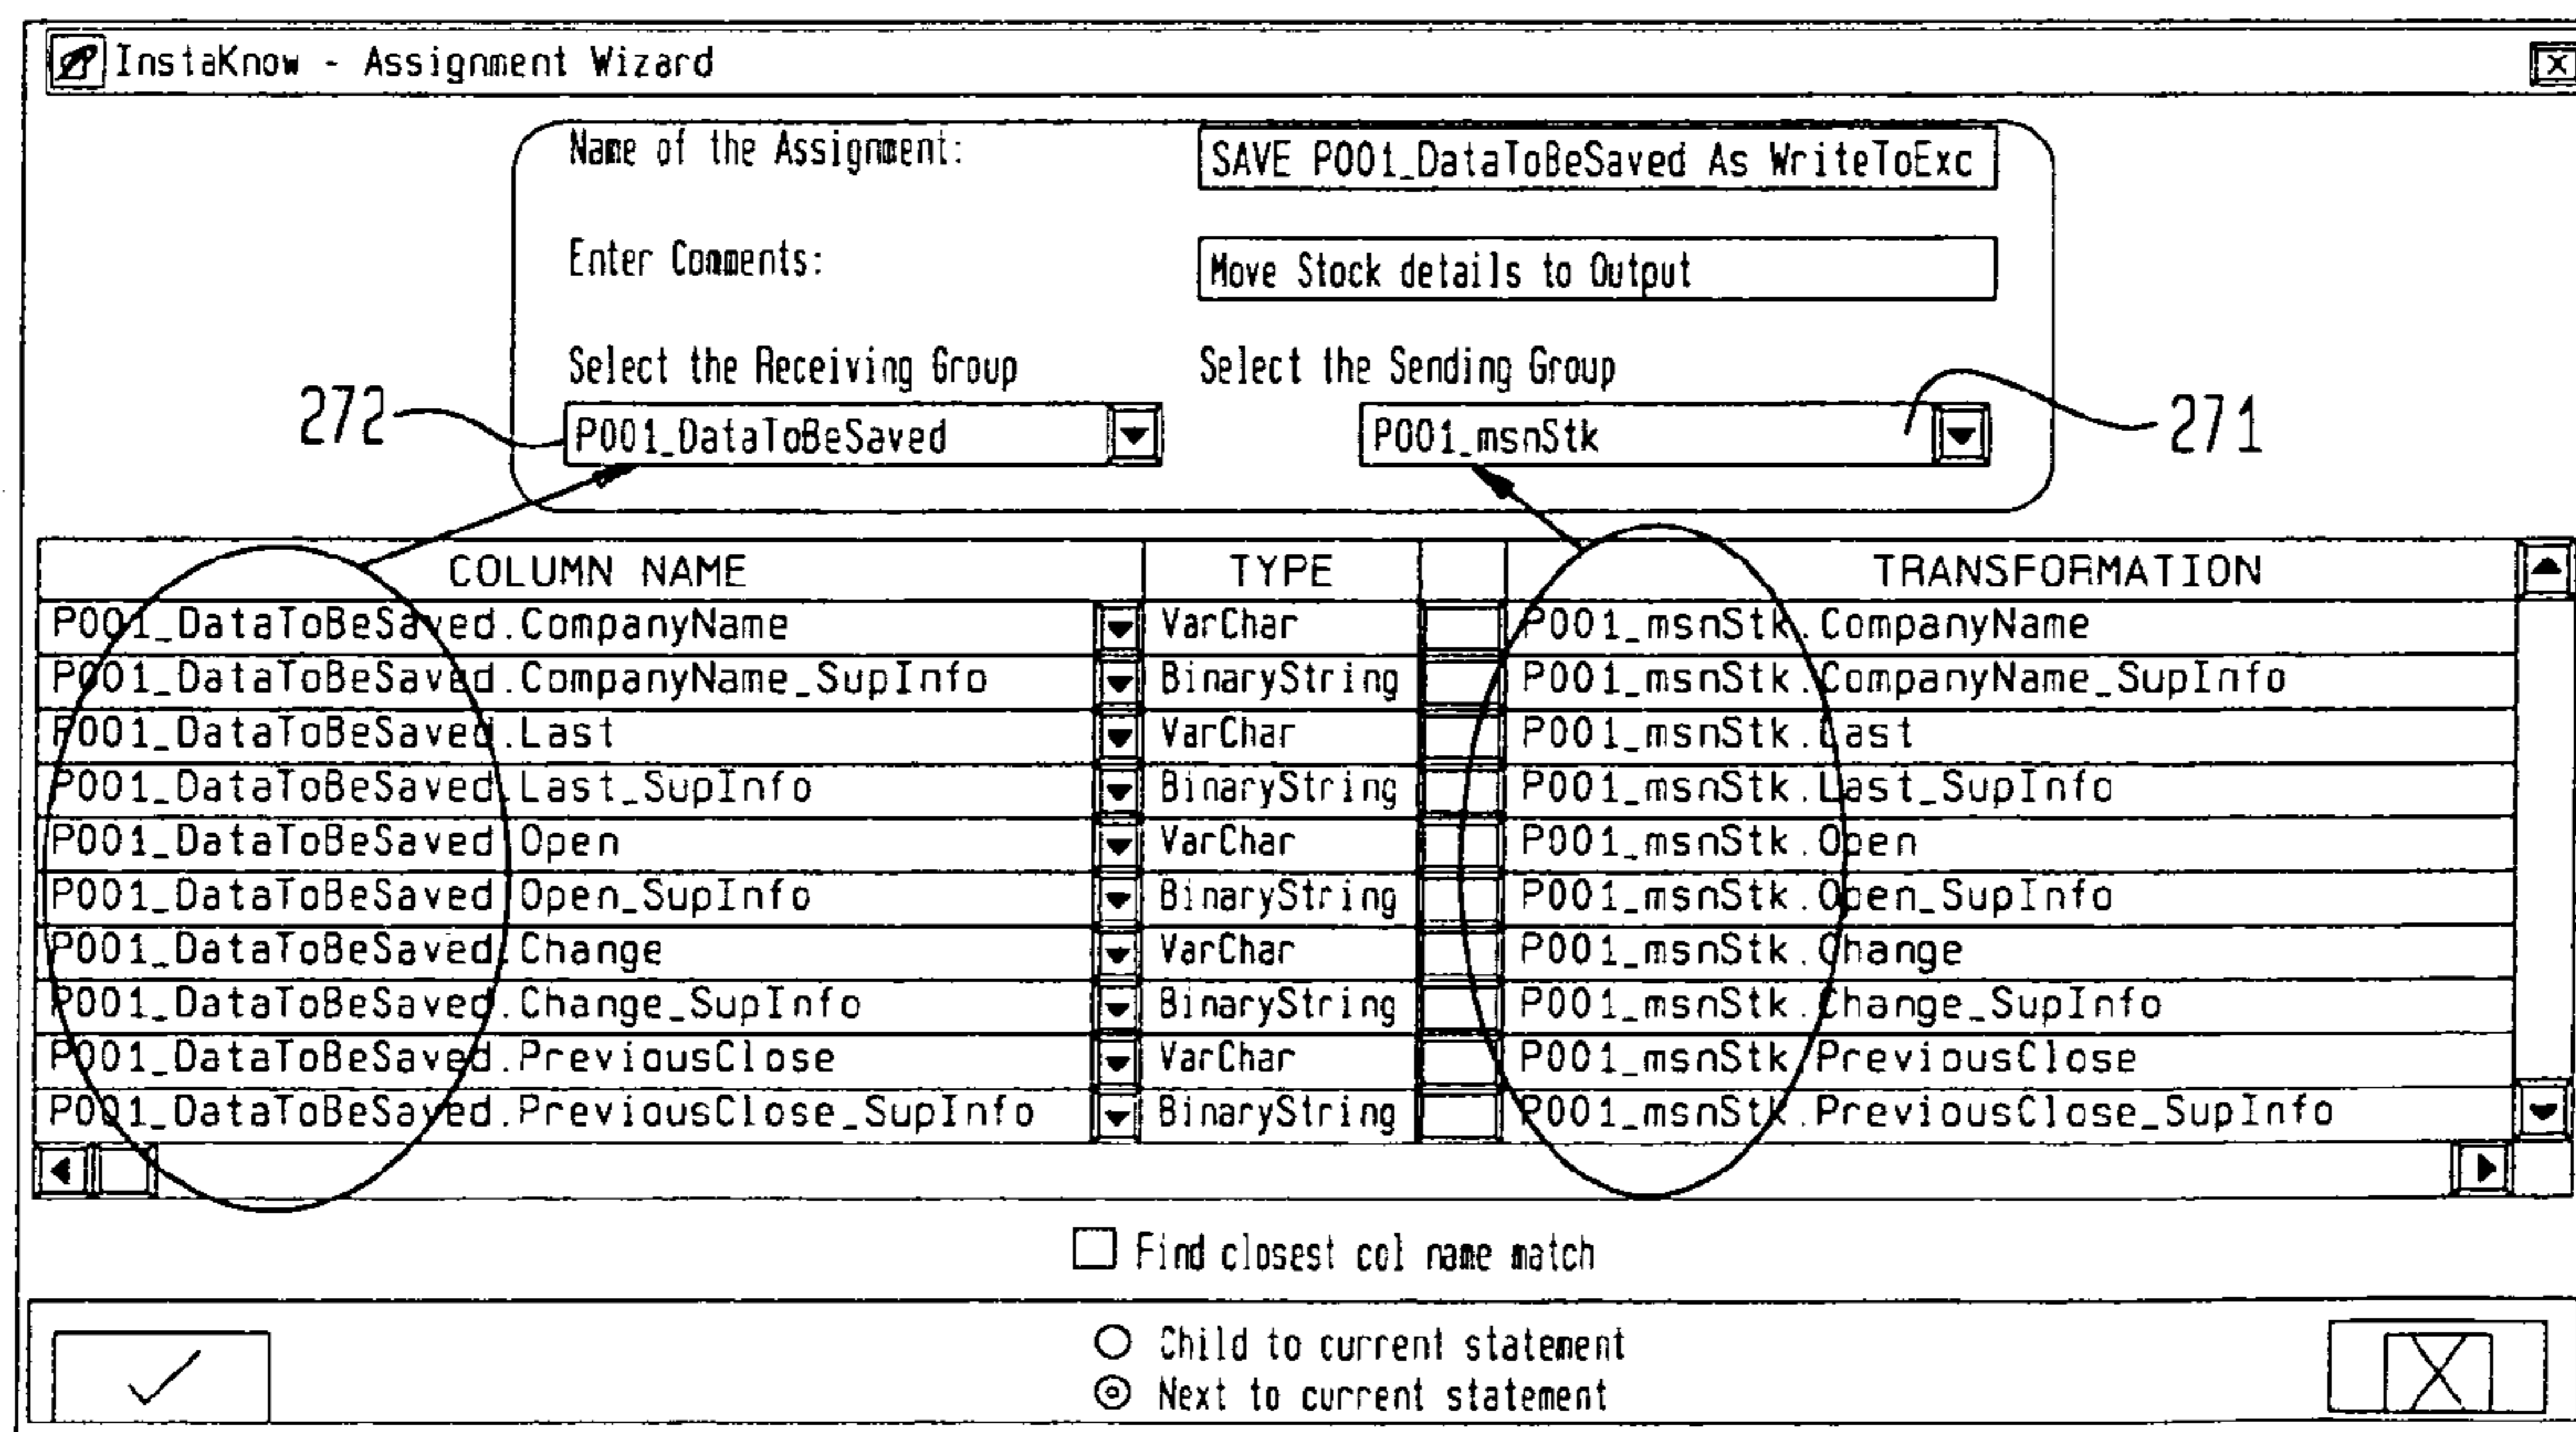 InstaKnow - Assignment Wizard
Name of the Assignment: SAVE P001_DataToBeSaved As WriteToExc
Enter Comments: Move Stock details to Output
Select the Receiving Group Select the Sending Group
272 P001_DataToBeSaved P001_msnStk 271
COLUMN NAME TYPE TRANSFORMATION
P001_DataToBeSaved.CompanyName VarChar P001_msnStk.CompanyName
P001_DataToBeSaved.CompanyName_SupInfo BinaryString P001_msnStk.CompanyName_SupInfo
P001_DataToBeSaved.Last VarChar P001_msnStk.Last
P001_DataToBeSaved.Last_SupInfo BinaryString P001_msnStk.Last_SupInfo
P001_DataToBeSaved.Open VarChar P001_msnStk.Open
P001_DataToBeSaved.Open_SupInfo BinaryString P001_msnStk.Open_SupInfo
P001_DataToBeSaved.Change VarChar P001_msnStk.Change
P001_DataToBeSaved.Change_SupInfo BinaryString P001_msnStk.Change_SupInfo
P001_DataToBeSaved.PreviousClose VarChar P001_msnStk.PreviousClose
P001_DataToBeSaved.PreviousClose_SupInfo BinaryString P001_msnStk.PreviousClose_SupInfo
Find closest col name match
Child to current statement
Next to current statement